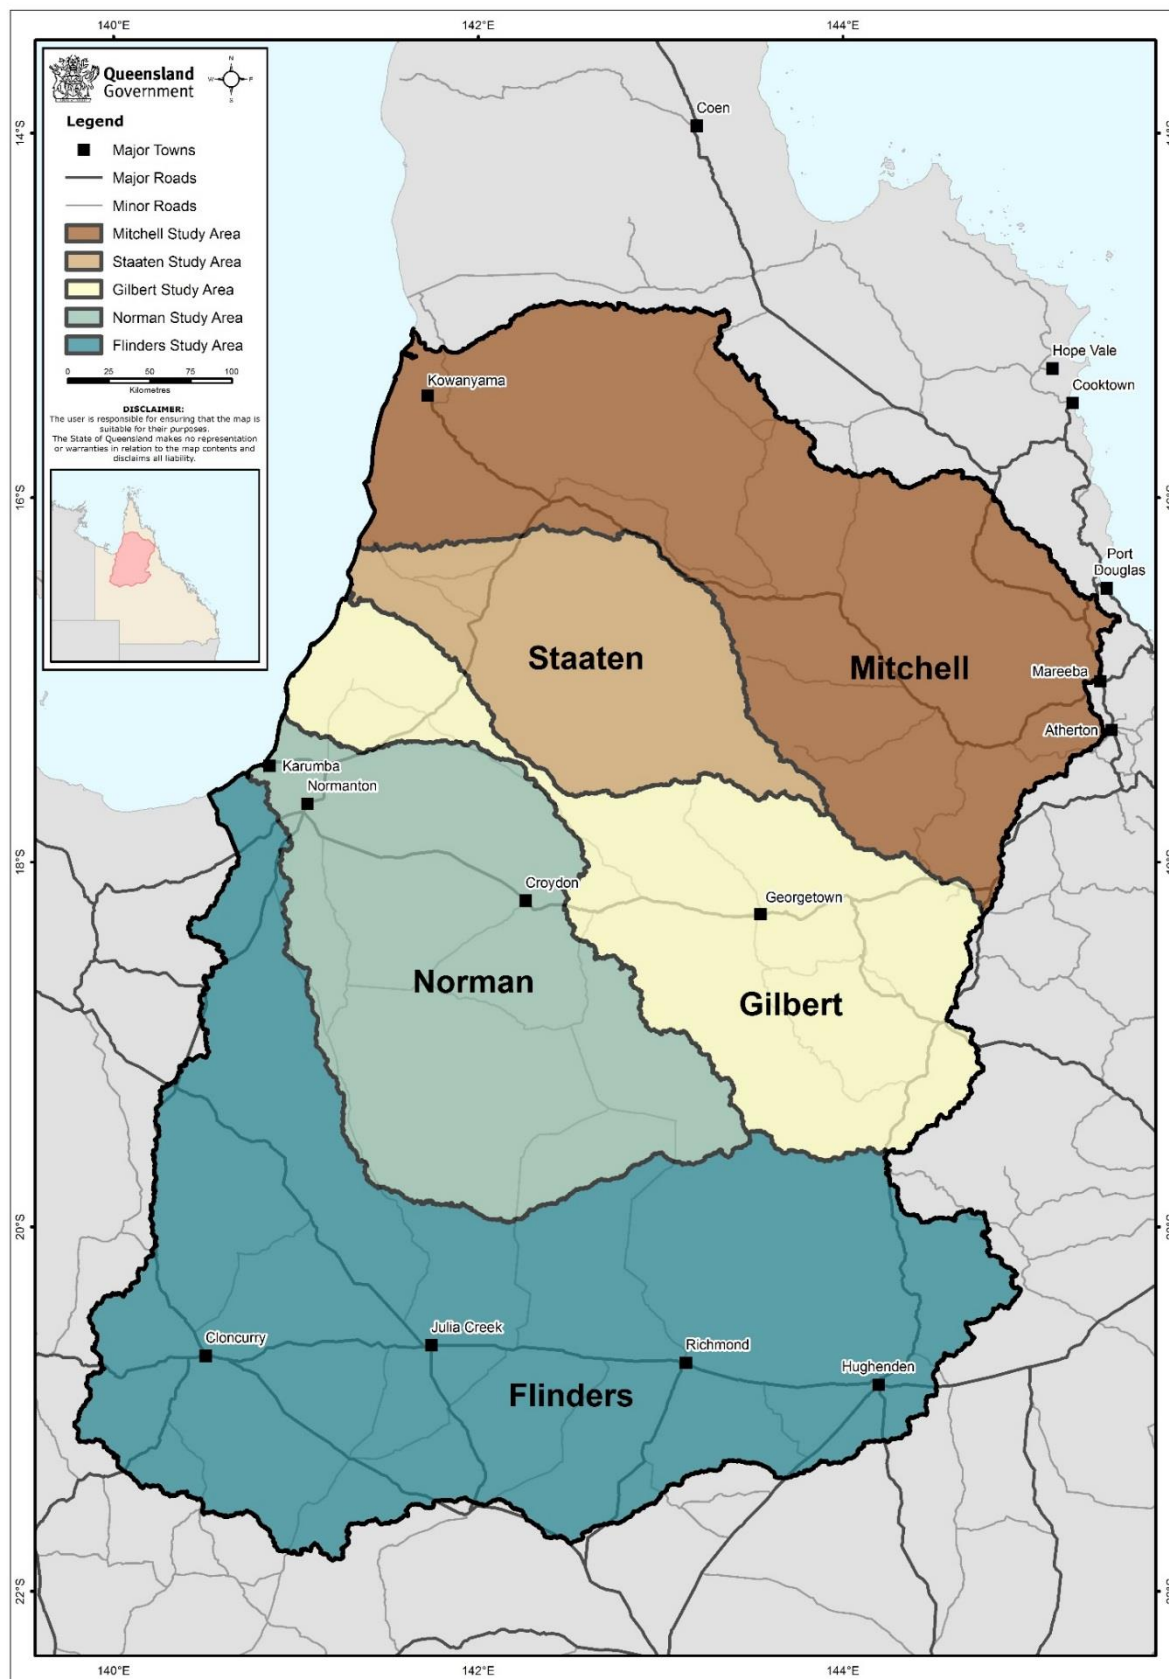 140°E 142°E 144°E
Queensland
Government
N
W E
S
Legend
Major Towns
Major Roads
Minor Roads
Mitchell Study Area
Staaten Study Area
Gilbert Study Area
Norman Study Area
Flinders Study Area
0 25 50 75 100
Kilometres
DISCLAIMER:
The user is responsible for ensuring that the map is
suitable for their purposes.
The State of Queensland makes no representation
or warranties in relation to the map contents and
disclaims all liability.
14°S
Coen
14°S
Hope Vale
Kowanyama
Cooktown
16°S
16°S
Port
Douglas
Staaten
Mitchell
Mareeba
Atherton
Karumba
Normanton
18°S
18°S
Croydon
Georgetown
Norman
Gilbert
20°S
20°S
Julia Creek
Cloncurry
Richmond
Hughenden
Flinders
22°S
22°S
140°E 142°E 144°E